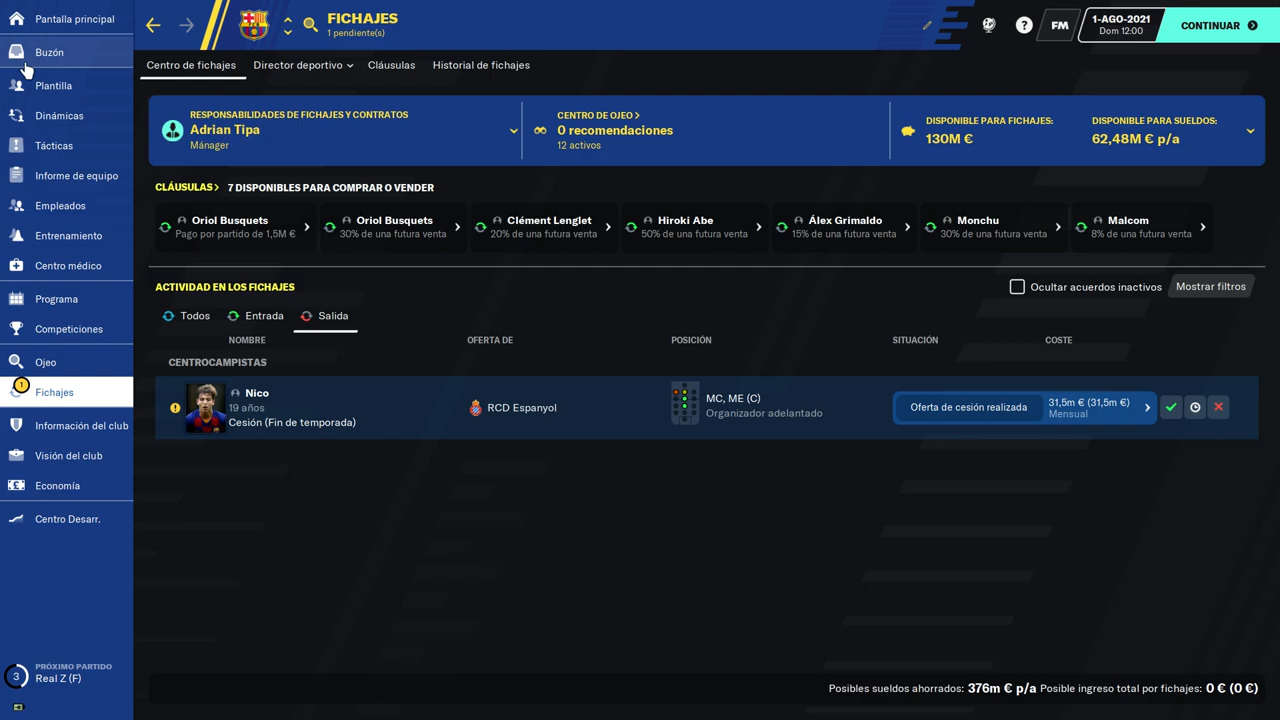 Pantalla principal
Buzón
Plantilla
Dinámicas
Tácticas
Informe de equipo
Empleados
Entrenamiento
Centro médico
Programa
Competiciones
Ojeo
1
Fichajes
Información del club
Visión del club
Economía
Centro Desarr.
PRÓXIMO PARTIDO
3
Real Z (F)
FICHAJES
1 pendiente(s)
?
FM
1-AGO-2021
Dom 12:00
CONTINUAR
Centro de fichajes
Director deportivo
Cláusulas
Historial de fichajes
RESPONSABILIDADES DE FICHAJES Y CONTRATOS
Adrian Tipa
Mánager
CENTRO DE OJEO >
0 recomendaciones
12 activos
DISPONIBLE PARA FICHAJES:
130M €
DISPONIBLE PARA SUELDOS:
62,48M € p/a
CLÁUSULAS > 7 DISPONIBLES PARA COMPRAR O VENDER
Oriol Busquets
Pago por partido de 1,5M €
Oriol Busquets
30% de una futura venta
Clément Lenglet
20% de una futura venta
Hiroki Abe
50% de una futura venta
Álex Grimaldo
15% de una futura venta
Monchu
30% de una futura venta
Malcom
8% de una futura venta
ACTIVIDAD EN LOS FICHAJES
Ocultar acuerdos inactivos
Mostrar filtros
Todos
Entrada
Salida
NOMBRE
OFERTA DE
POSICIÓN
SITUACIÓN
COSTE
CENTROCAMPISTAS
Nico
19 años
Cesión (Fin de temporada)
RCD Espanyol
MC, ME (C)
Organizador adelantado
Oferta de cesión realizada
31,5m € (31,5m €)
Mensual
Posibles sueldos ahorrados: 376m € p/a Posible ingreso total por fichajes: 0 € (0 €)